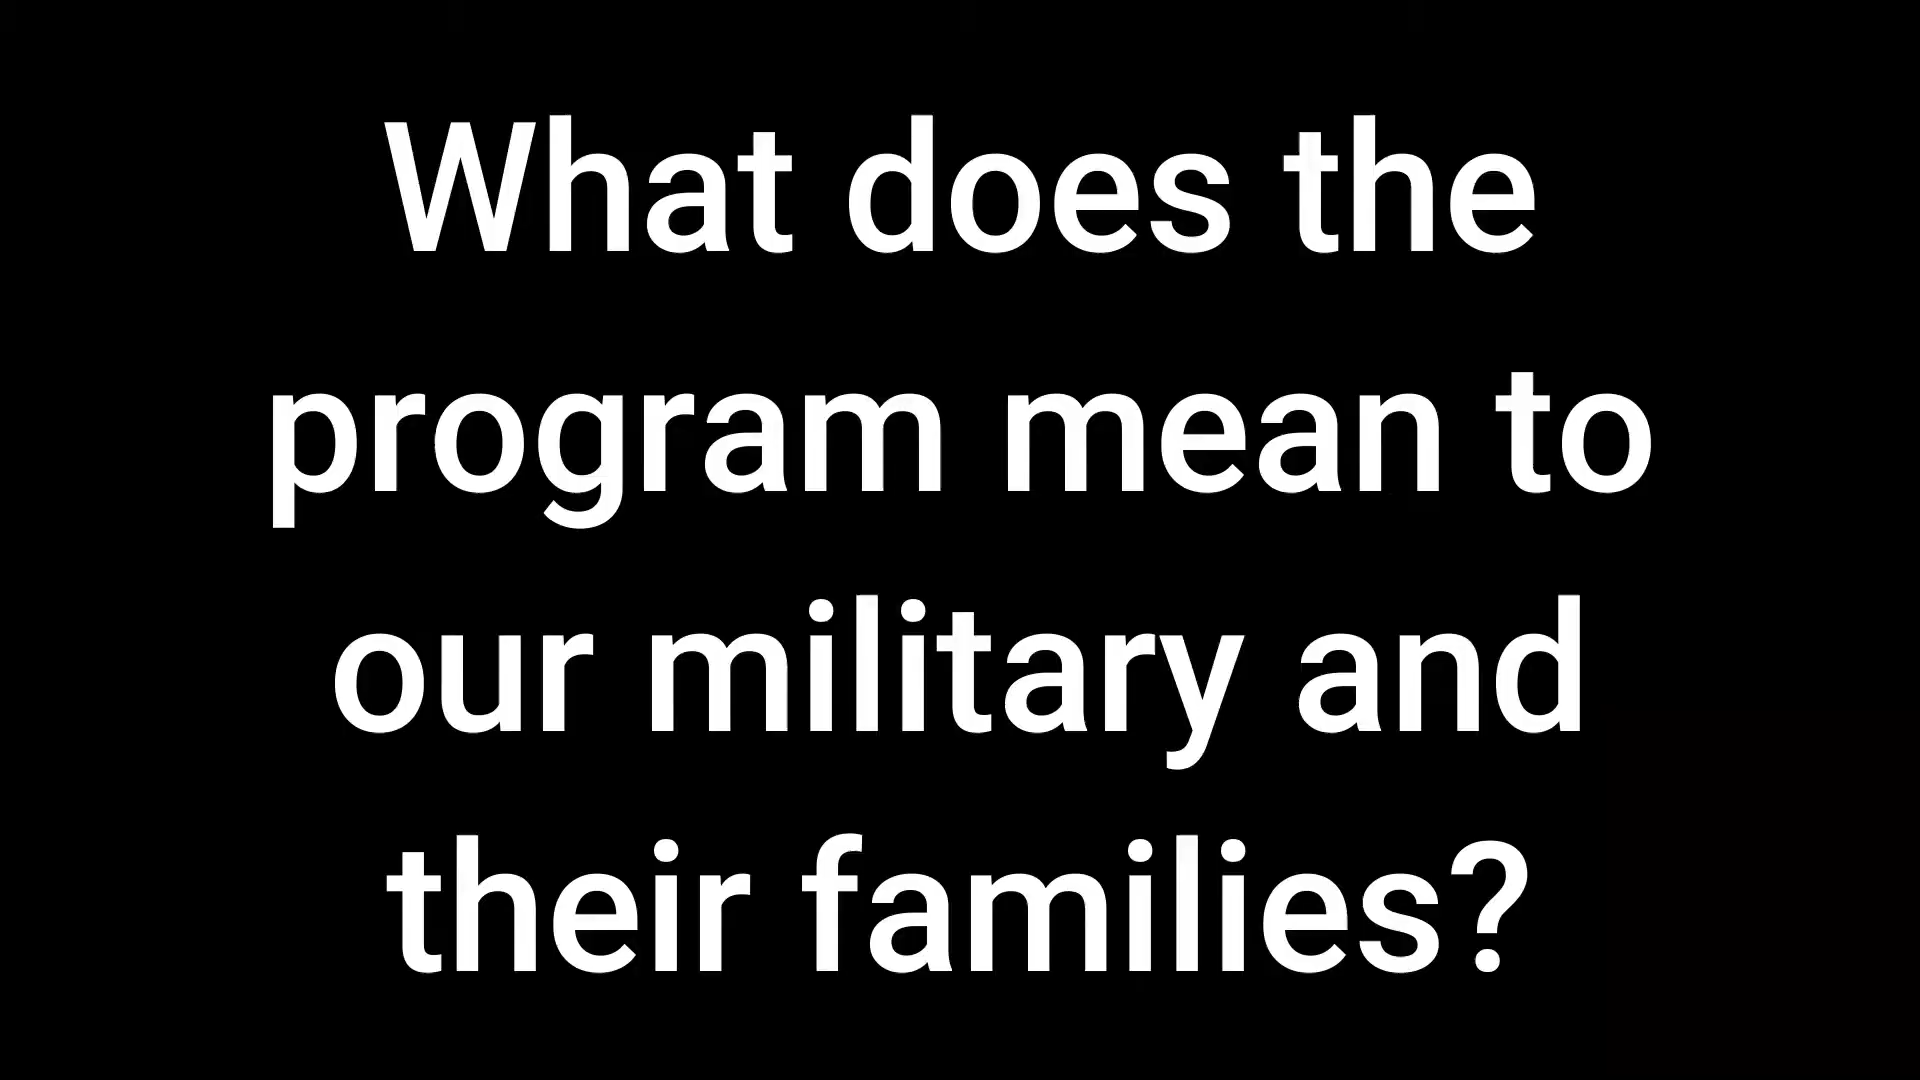 What does the
program mean to
our military and
their families?